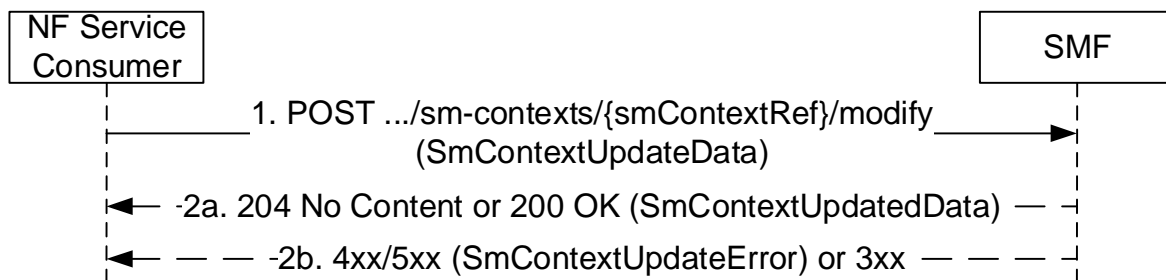 NF Service
Consumer
SMF
1. POST .../sm-contexts/{smContextRef}/modify
(SmContextUpdateData)
2a. 204 No Content or 200 OK (SmContextUpdatedData)
2b. 4xx/5xx (SmContextUpdateError) or 3xx